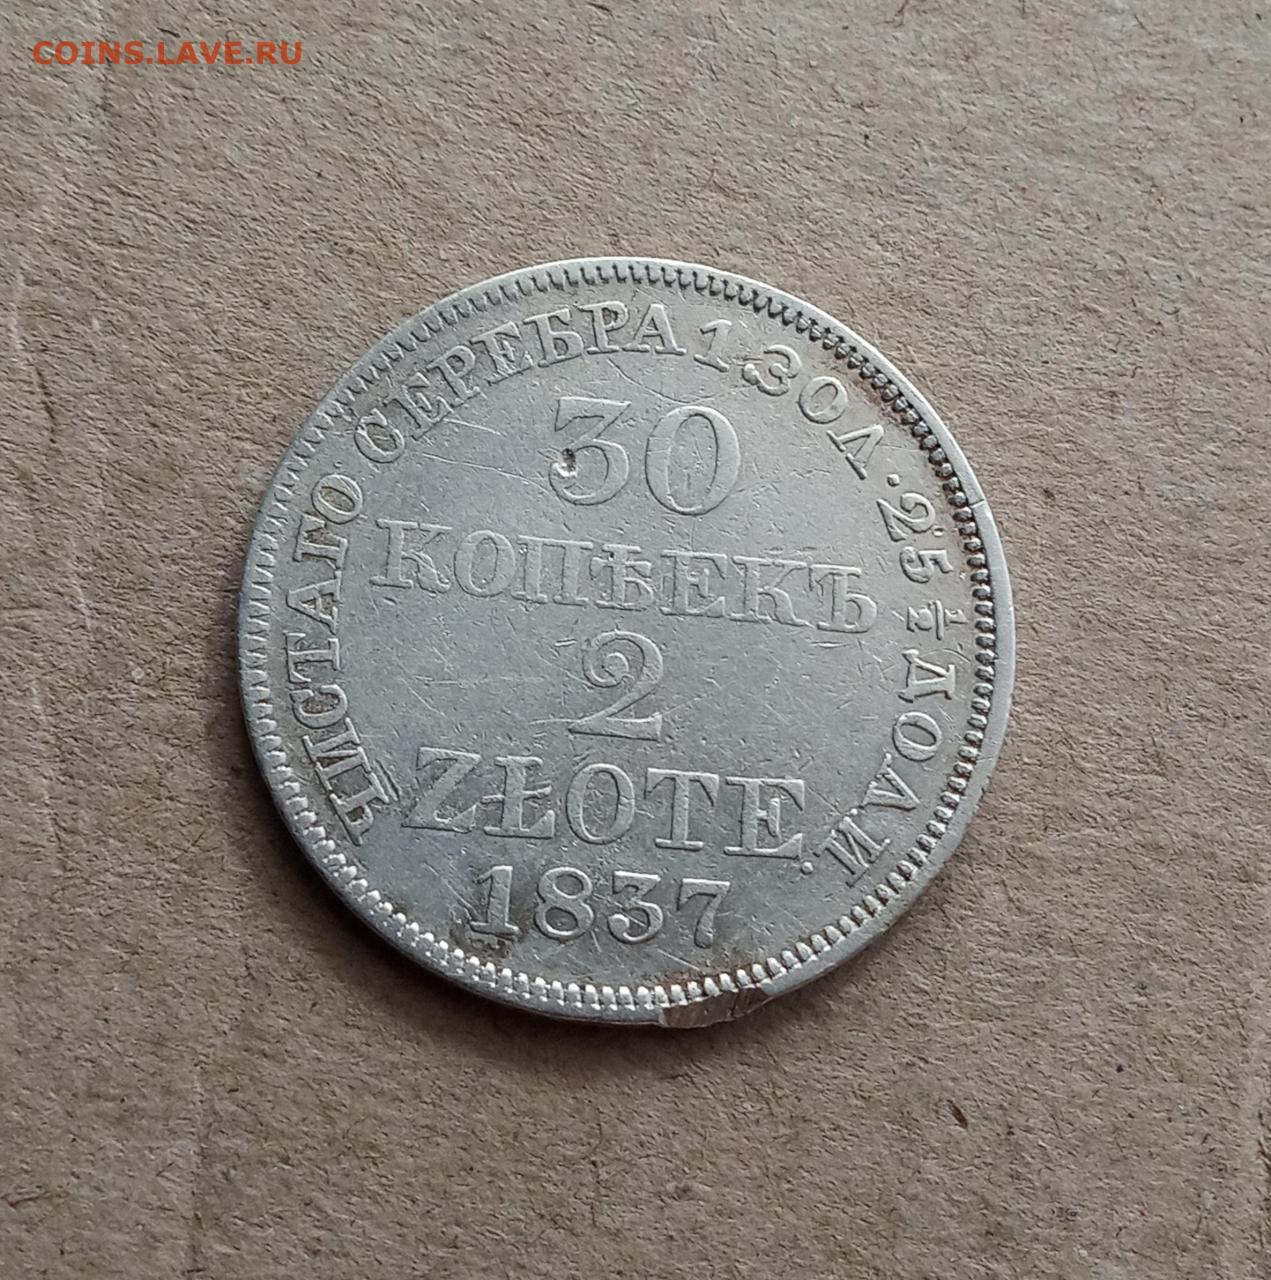 COINS.LAVE.RU
ЧИСТАГО СЕРЕБРА 1 ЗОЛ. 25 1/2 ДОЛИ.
30
КОПѢЕКЪ
2
ZŁOTE.
1837